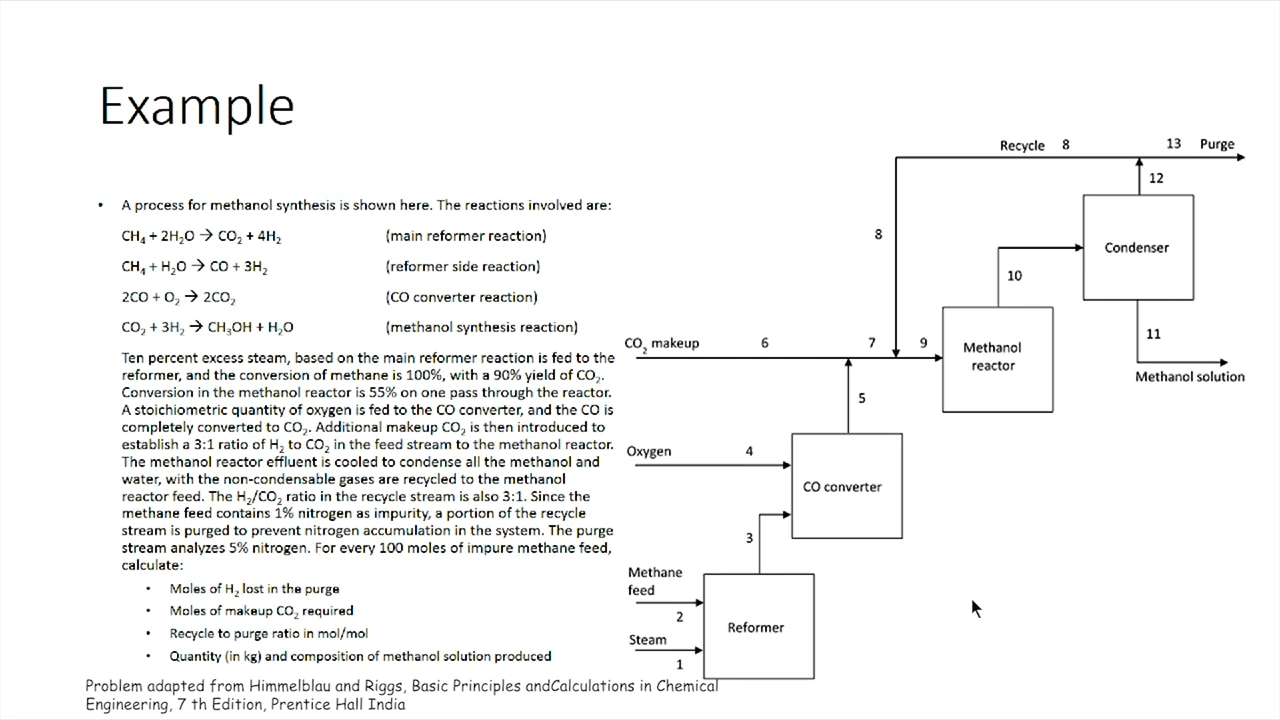 Example
• A process for methanol synthesis is shown here. The reactions involved are:
CH₄ + 2H₂O → CO₂ + 4H₂ (main reformer reaction)
CH₄ + H₂O → CO + 3H₂ (reformer side reaction)
2CO + O₂ → 2CO₂ (CO converter reaction)
CO₂ + 3H₂ → CH₃OH + H₂O (methanol synthesis reaction)
Ten percent excess steam, based on the main reformer reaction is fed to the
reformer, and the conversion of methane is 100%, with a 90% yield of CO₂.
Conversion in the methanol reactor is 55% on one pass through the reactor.
A stoichiometric quantity of oxygen is fed to the CO converter, and the CO is
completely converted to CO₂. Additional makeup CO₂ is then introduced to
establish a 3:1 ratio of H₂ to CO₂ in the feed stream to the methanol reactor.
The methanol reactor effluent is cooled to condense all the methanol and
water, with the non-condensable gases are recycled to the methanol
reactor feed. The H₂/CO₂ ratio in the recycle stream is also 3:1. Since the
methane feed contains 1% nitrogen as impurity, a portion of the recycle
stream is purged to prevent nitrogen accumulation in the system. The purge
stream analyzes 5% nitrogen. For every 100 moles of impure methane feed,
calculate:
• Moles of H₂ lost in the purge
• Moles of makeup CO₂ required
• Recycle to purge ratio in mol/mol
• Quantity (in kg) and composition of methanol solution produced
Problem adapted from Himmelblau and Riggs, Basic Principles andCalculations in Chemical
Engineering, 7 th Edition, Prentice Hall India
Recycle 8 13 Purge
12
Condenser
8
10
11
Methanol solution
CO₂ makeup 6 7 9
Methanol
reactor
5
Oxygen 4
CO converter
3
Methane
feed
2
Reformer
Steam
1